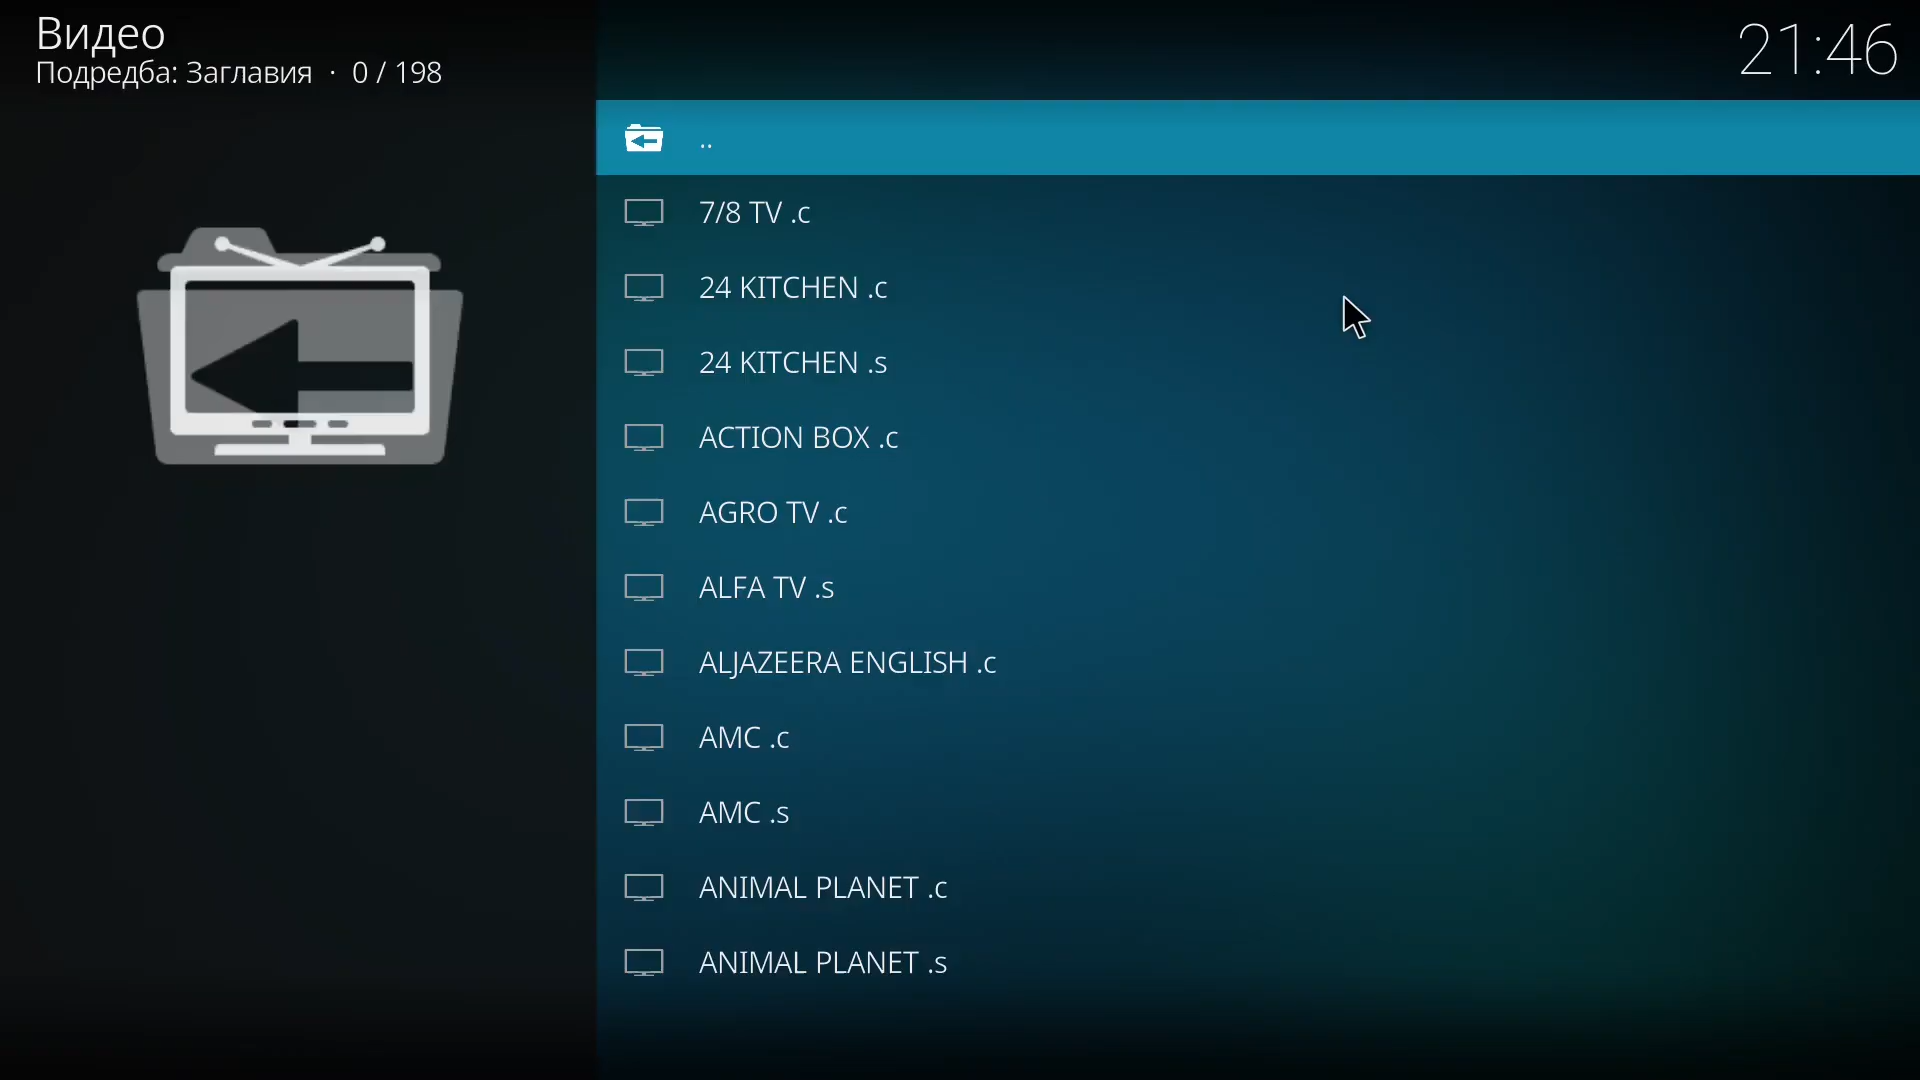 Видео
Подредба: Заглавия · 0 / 198
21:46
..
7/8 TV .c
24 KITCHEN .c
24 KITCHEN .s
ACTION BOX .c
AGRO TV .c
ALFA TV .s
ALJAZEERA ENGLISH .c
AMC .c
AMC .s
ANIMAL PLANET .c
ANIMAL PLANET .s